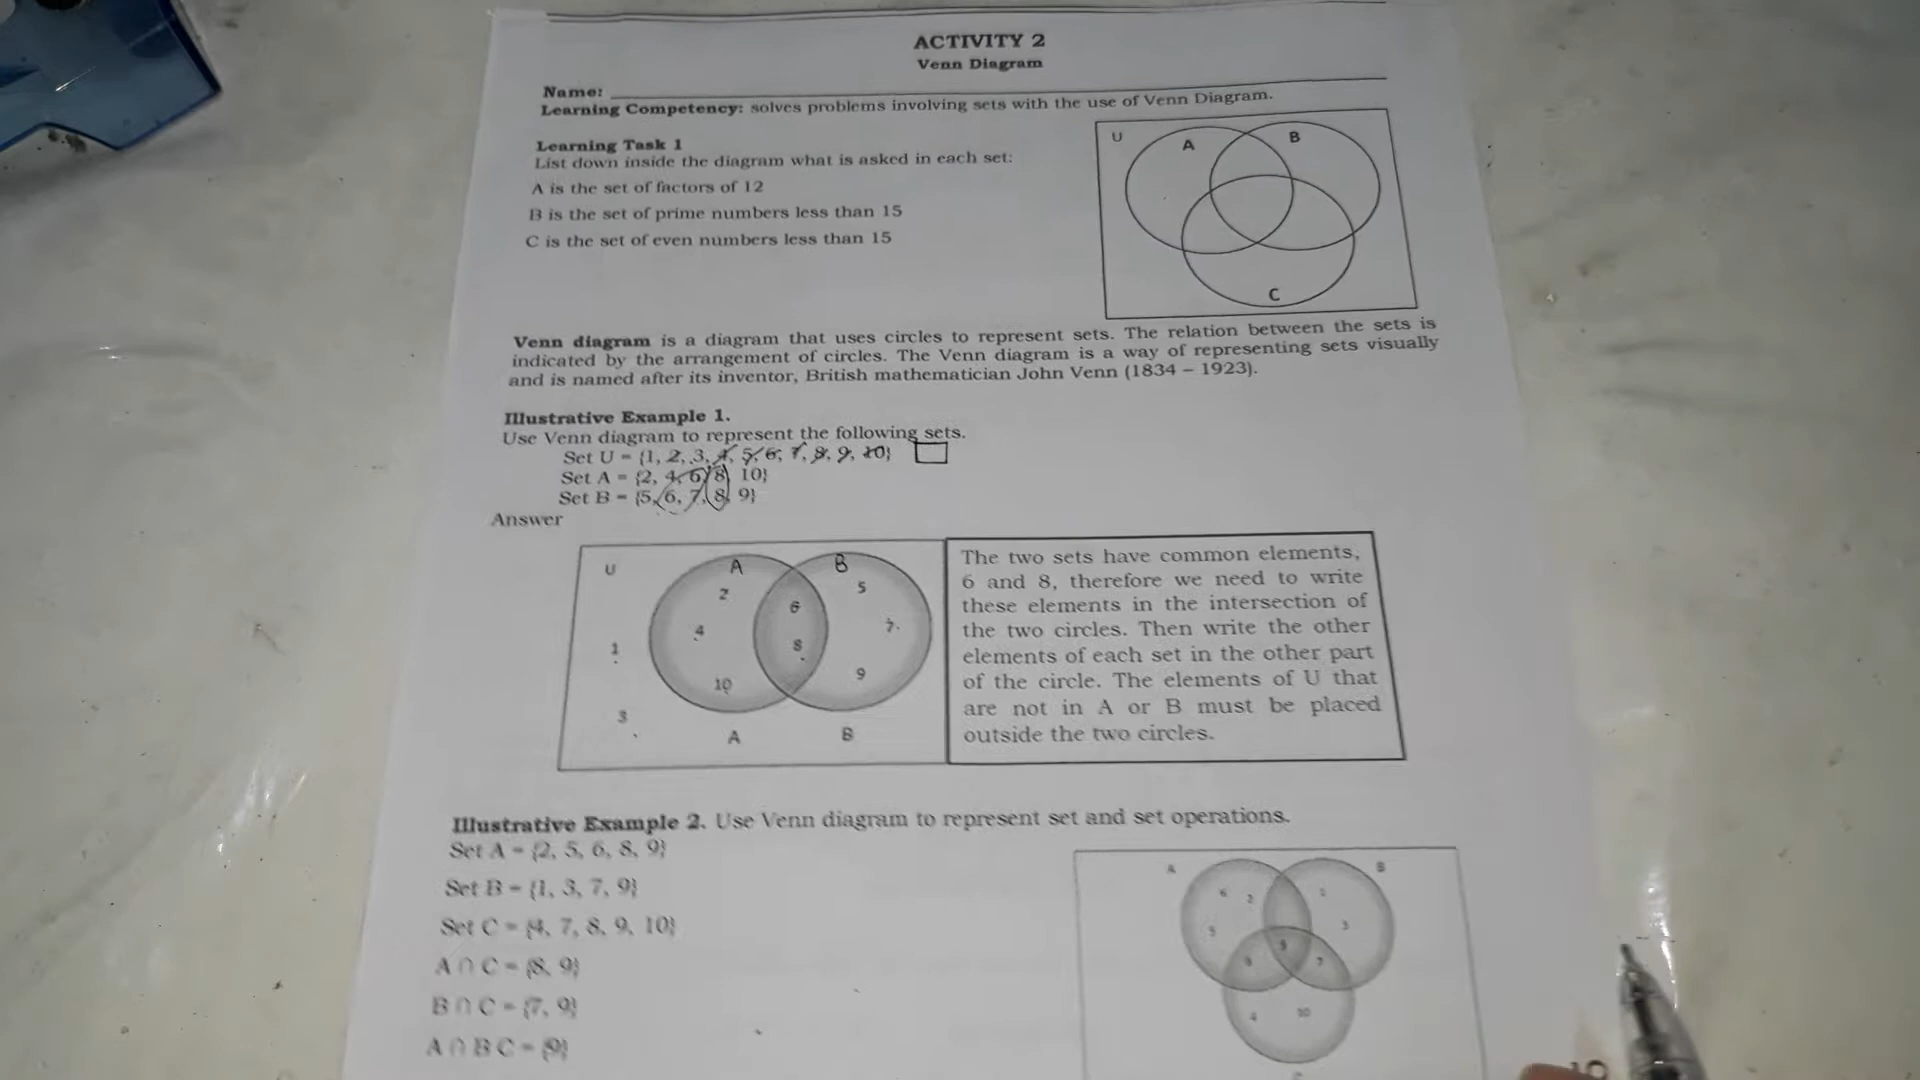 ACTIVITY 2
Venn Diagram
Name:
Learning Competency: solves problems involving sets with the use of Venn Diagram.
Learning Task 1
List down inside the diagram what is asked in each set:
A is the set of factors of 12
B is the set of prime numbers less than 15
C is the set of even numbers less than 15
U
A
B
C
Venn diagram is a diagram that uses circles to represent sets. The relation between the sets is
indicated by the arrangement of circles. The Venn diagram is a way of representing sets visually
and is named after its inventor, British mathematician John Venn (1834 – 1923).
Illustrative Example 1.
Use Venn diagram to represent the following sets.
Set U = {1, 2, 3, 4, 5, 6, 7, 8, 9, 10}
Set A = {2, 4, 6, 8, 10}
Set B = {5, 6, 7, 8, 9}
Answer
U
A
B
2
5
6
4
7
1
8
10
9
3
A
B
The two sets have common elements,
6 and 8, therefore we need to write
these elements in the intersection of
the two circles. Then write the other
elements of each set in the other part
of the circle. The elements of U that
are not in A or B must be placed
outside the two circles.
Illustrative Example 2. Use Venn diagram to represent set and set operations.
Set A = {2, 5, 6, 8, 9}
Set B = {1, 3, 7, 9}
Set C = {4, 7, 8, 9, 10}
A ∩ C = {8, 9}
B ∩ C = {7, 9}
A ∩ B C = {9}
A
B
2
3
9
7
4
10